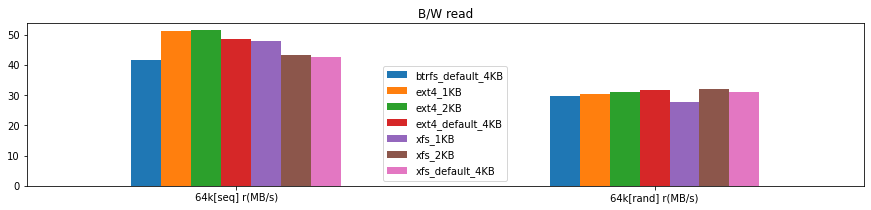 B/W read
50
40
30
20
10
0
btrfs_default_4KB
ext4_1KB
ext4_2KB
ext4_default_4KB
xfs_1KB
xfs_2KB
xfs_default_4KB
64k[seq] r(MB/s)
64k[rand] r(MB/s)